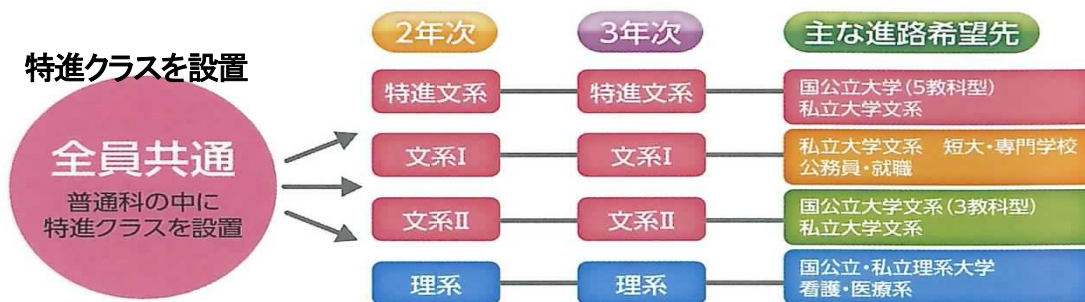 2年次
3年次
主な進路希望先
特進クラスを設置
全員共通
普通科の中に
特進クラスを設置
特進文系
特進文系
国公立大学(5教科型)
私立大学文系
文系I
文系I
私立大学文系 短大・専門学校
公務員・就職
文系II
文系II
国公立大学文系(3教科型)
私立大学文系
理系
理系
国公立・私立理系大学
看護・医療系